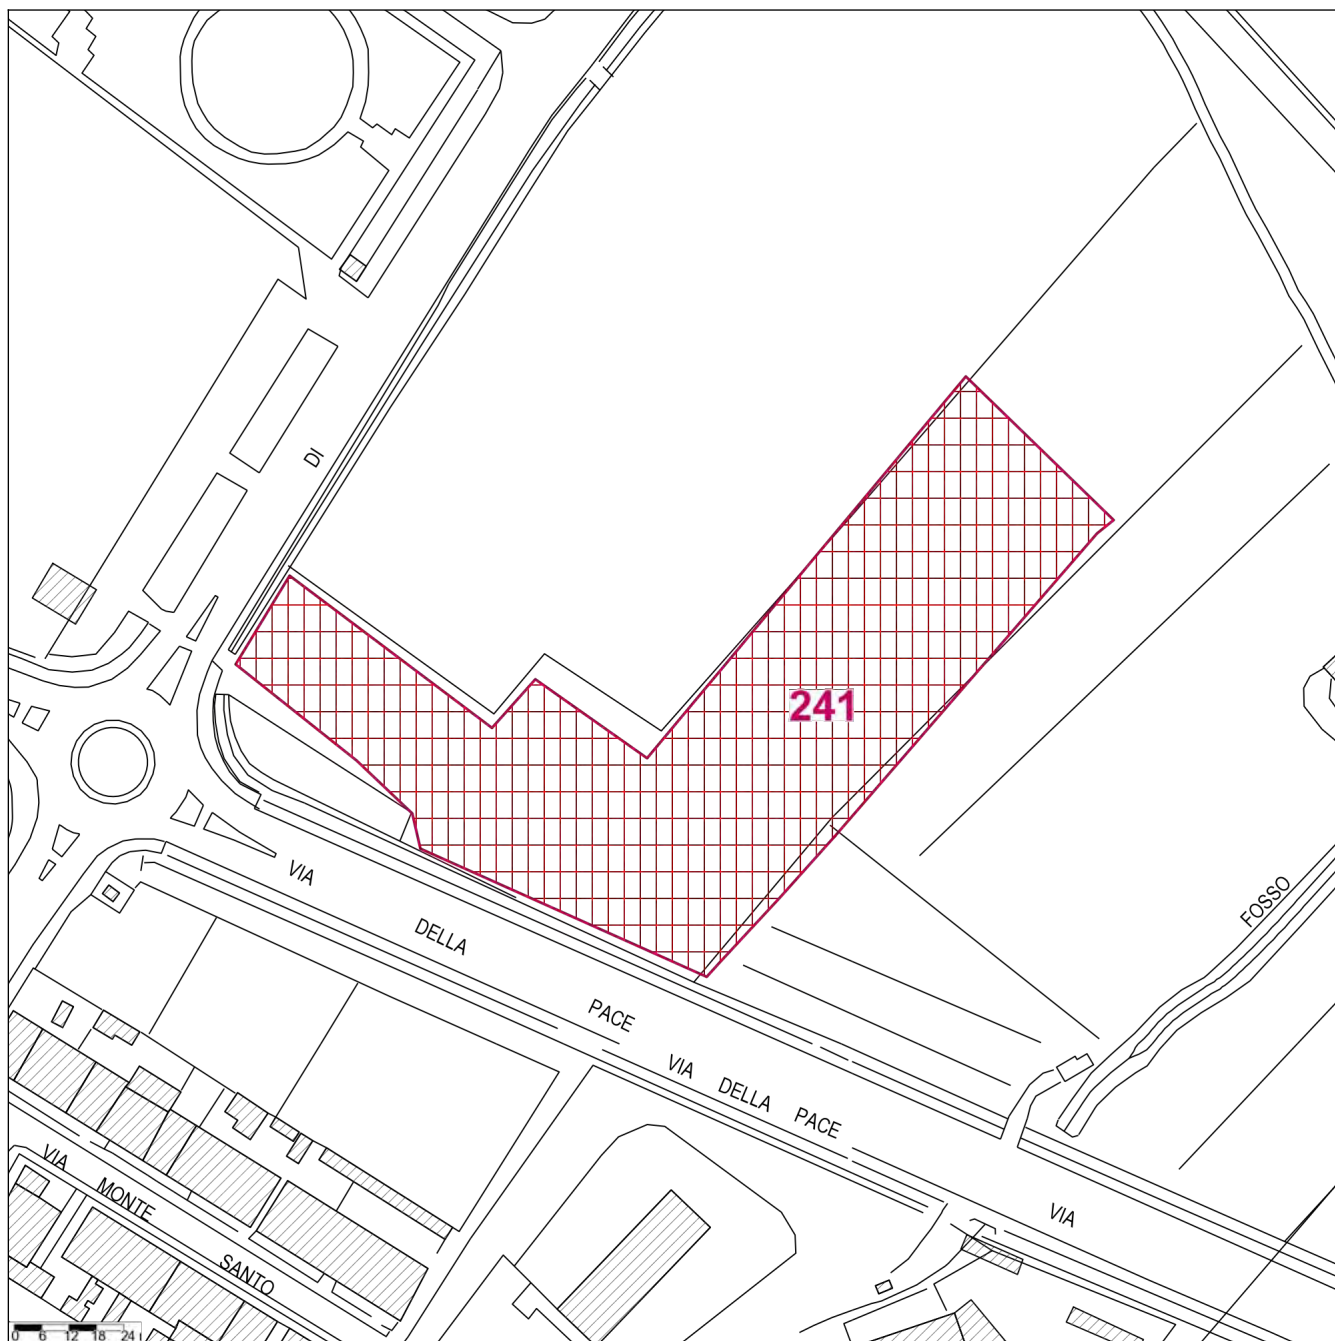 DI
241
VIA
DELLA
PACE
FOSSO
VIA DELLA PACE
VIA
VIA
MONTE
SANTO
0 6 12 18 24